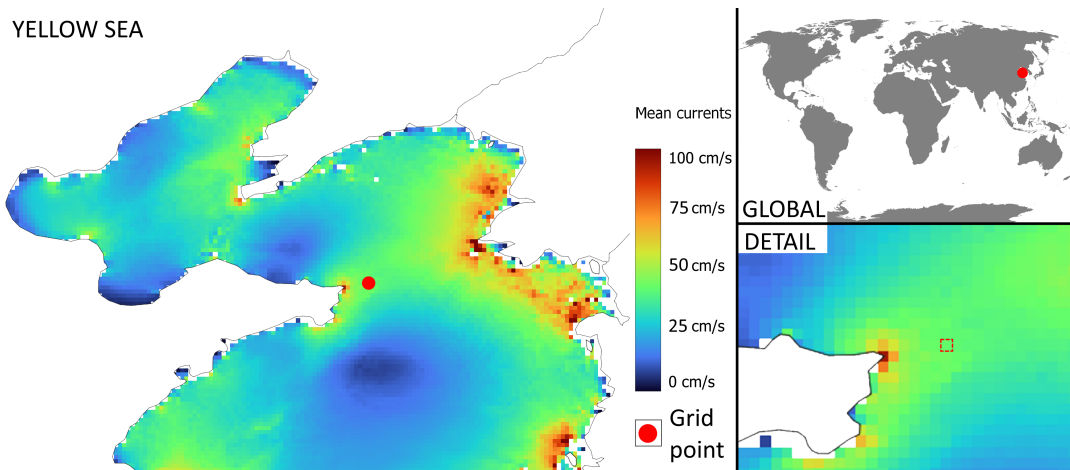 YELLOW SEA
Mean currents
100 cm/s
75 cm/s
50 cm/s
25 cm/s
0 cm/s
Grid
point
GLOBAL
DETAIL